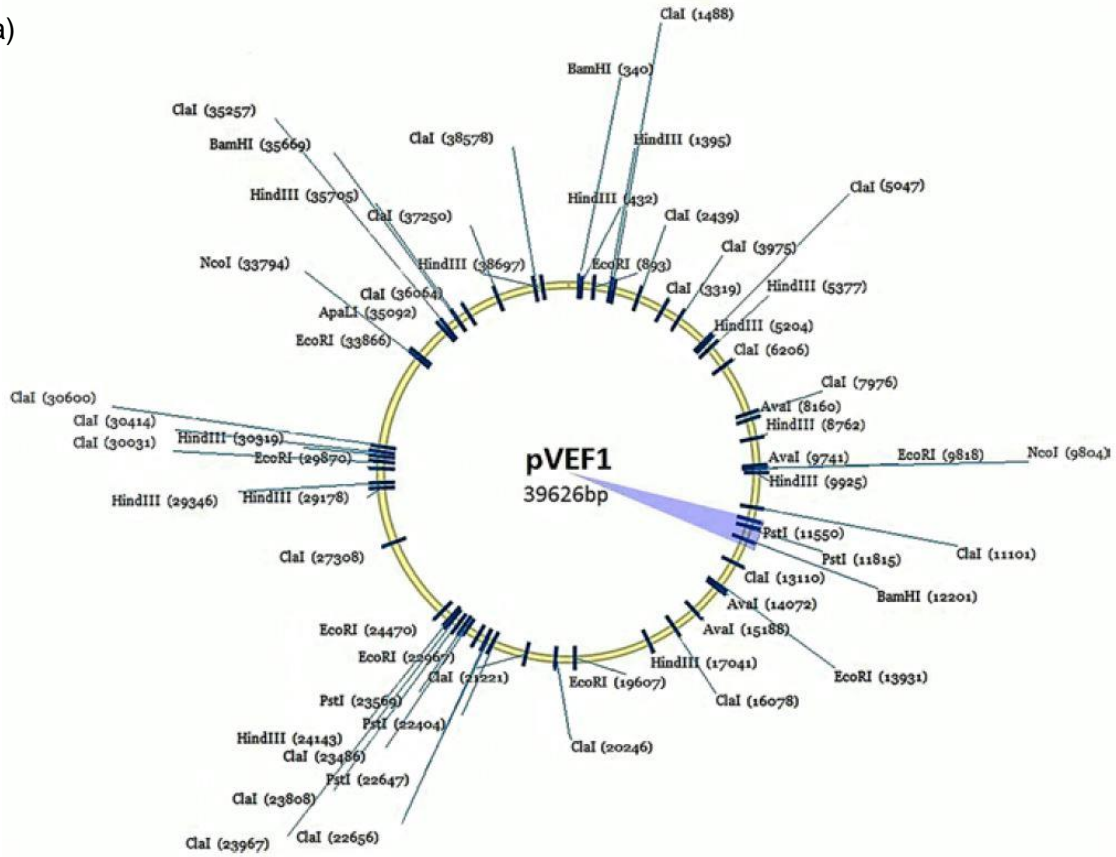 a)
ClaI (1488)
BamHI (340)
ClaI (35257)
ClaI (38578)
HindIII (1395)
BamHI (35669)
ClaI (5047)
HindIII (35705)
HindIII (432)
ClaI (37250)
ClaI (2439)
ClaI (3975)
NcoI (33794)
HindIII (38697)
EcoRI (893)
ClaI (3319)
HindIII (5377)
ClaI (36064)
ApaLI (35092)
HindIII (5204)
EcoRI (33866)
ClaI (6206)
ClaI (7976)
ClaI (30600)
AvaI (8160)
ClaI (30414)
HindIII (8762)
HindIII (30319)
ClaI (30031)
EcoRI (29870)
pVEF1
AvaI (9741)
EcoRI (9818)
NcoI (9804)
HindIII (9925)
39626bp
HindIII (29346)
HindIII (29178)
PstI (11550)
ClaI (11101)
PstI (11815)
ClaI (27308)
ClaI (13110)
BamHI (12201)
AvaI (14072)
EcoRI (24470)
AvaI (15188)
EcoRI (22967)
HindIII (17041)
ClaI (21221)
EcoRI (19607)
EcoRI (13931)
PstI (23569)
ClaI (16078)
PstI (22404)
HindIII (24143)
ClaI (20246)
ClaI (23486)
PstI (22647)
ClaI (23808)
ClaI (22656)
ClaI (23967)